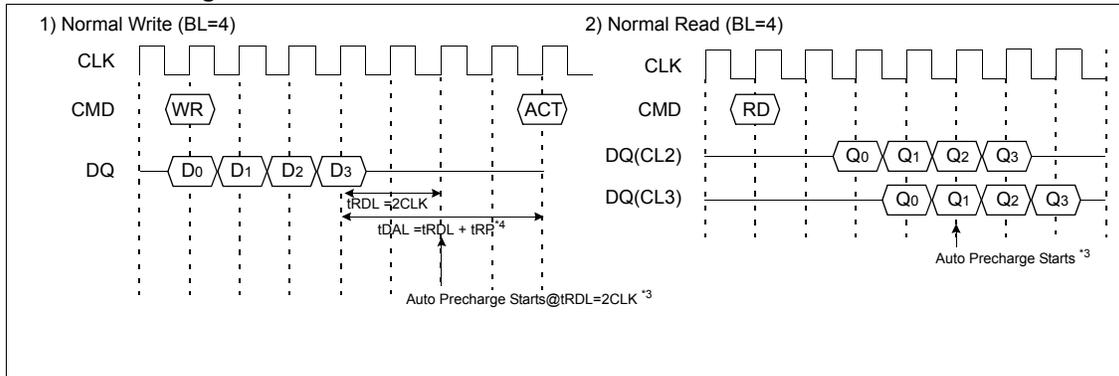 1) Normal Write (BL=4)
CLK
CMD
WR
ACT
DQ
D0
D1
D2
D3
tRDL =2CLK
tDAL =tRDL + tRP*4
Auto Precharge Starts@tRDL=2CLK *3
2) Normal Read (BL=4)
CLK
CMD
RD
DQ(CL2)
Q0
Q1
Q2
Q3
DQ(CL3)
Q0
Q1
Q2
Q3
Auto Precharge Starts *3